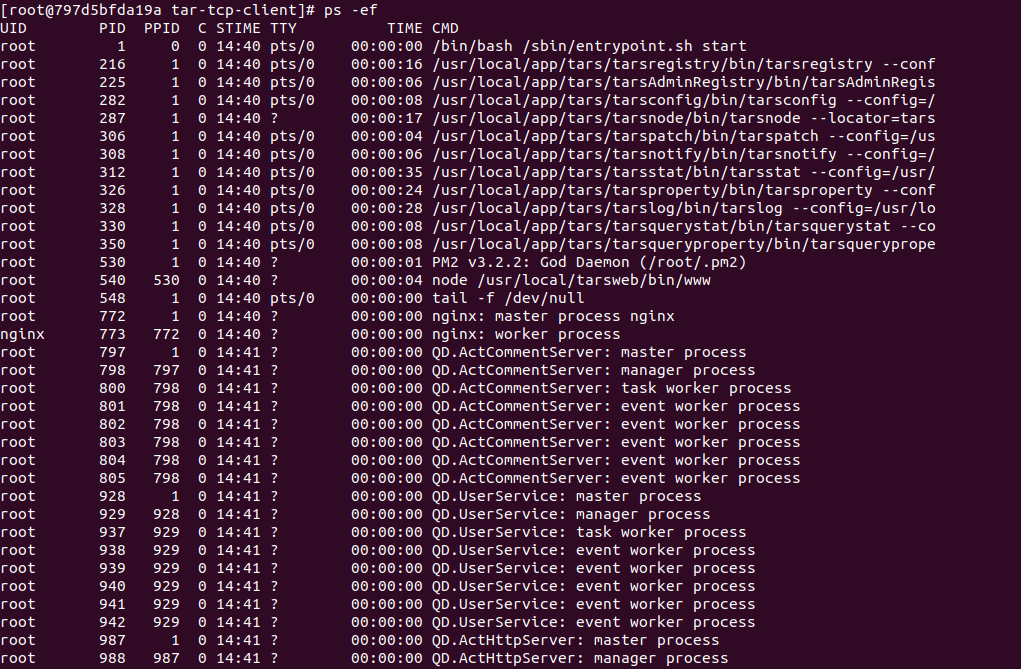 [root@797d5bfda19a tar-tcp-client]# ps -ef
UID        PID  PPID  C STIME TTY          TIME CMD
root         1     0  0 14:40 pts/0    00:00:00 /bin/bash /sbin/entrypoint.sh start
root       216     1  0 14:40 pts/0    00:00:16 /usr/local/app/tars/tarsregistry/bin/tarsregistry --conf
root       225     1  0 14:40 pts/0    00:00:06 /usr/local/app/tars/tarsAdminRegistry/bin/tarsAdminRegis
root       282     1  0 14:40 pts/0    00:00:08 /usr/local/app/tars/tarsconfig/bin/tarsconfig --config=/
root       287     1  0 14:40 ?        00:00:17 /usr/local/app/tars/tarsnode/bin/tarsnode --locator=tars
root       306     1  0 14:40 pts/0    00:00:04 /usr/local/app/tars/tarspatch/bin/tarspatch --config=/us
root       308     1  0 14:40 pts/0    00:00:06 /usr/local/app/tars/tarsnotify/bin/tarsnotify --config=/
root       312     1  0 14:40 pts/0    00:00:35 /usr/local/app/tars/tarsstat/bin/tarsstat --config=/usr/
root       326     1  0 14:40 pts/0    00:00:24 /usr/local/app/tars/tarsproperty/bin/tarsproperty --conf
root       328     1  0 14:40 pts/0    00:00:28 /usr/local/app/tars/tarslog/bin/tarslog --config=/usr/lo
root       330     1  0 14:40 pts/0    00:00:08 /usr/local/app/tars/tarsquerystat/bin/tarsquerystat --co
root       350     1  0 14:40 pts/0    00:00:08 /usr/local/app/tars/tarsqueryproperty/bin/tarsqueryprope
root       530     1  0 14:40 ?        00:00:01 PM2 v3.2.2: God Daemon (/root/.pm2)
root       540   530  0 14:40 ?        00:00:04 node /usr/local/tarsweb/bin/www
root       548     1  0 14:40 pts/0    00:00:00 tail -f /dev/null
root       772     1  0 14:40 ?        00:00:00 nginx: master process nginx
nginx      773   772  0 14:40 ?        00:00:00 nginx: worker process
root       797     1  0 14:41 ?        00:00:00 QD.ActCommentServer: master process
root       798   797  0 14:41 ?        00:00:00 QD.ActCommentServer: manager process
root       800   798  0 14:41 ?        00:00:00 QD.ActCommentServer: task worker process
root       801   798  0 14:41 ?        00:00:00 QD.ActCommentServer: event worker process
root       802   798  0 14:41 ?        00:00:00 QD.ActCommentServer: event worker process
root       803   798  0 14:41 ?        00:00:00 QD.ActCommentServer: event worker process
root       804   798  0 14:41 ?        00:00:00 QD.ActCommentServer: event worker process
root       805   798  0 14:41 ?        00:00:00 QD.ActCommentServer: event worker process
root       928     1  0 14:41 ?        00:00:00 QD.UserService: master process
root       929   928  0 14:41 ?        00:00:00 QD.UserService: manager process
root       937   929  0 14:41 ?        00:00:00 QD.UserService: task worker process
root       938   929  0 14:41 ?        00:00:00 QD.UserService: event worker process
root       939   929  0 14:41 ?        00:00:00 QD.UserService: event worker process
root       940   929  0 14:41 ?        00:00:00 QD.UserService: event worker process
root       941   929  0 14:41 ?        00:00:00 QD.UserService: event worker process
root       942   929  0 14:41 ?        00:00:00 QD.UserService: event worker process
root       987     1  0 14:41 ?        00:00:00 QD.ActHttpServer: master process
root       988   987  0 14:41 ?        00:00:00 QD.ActHttpServer: manager process